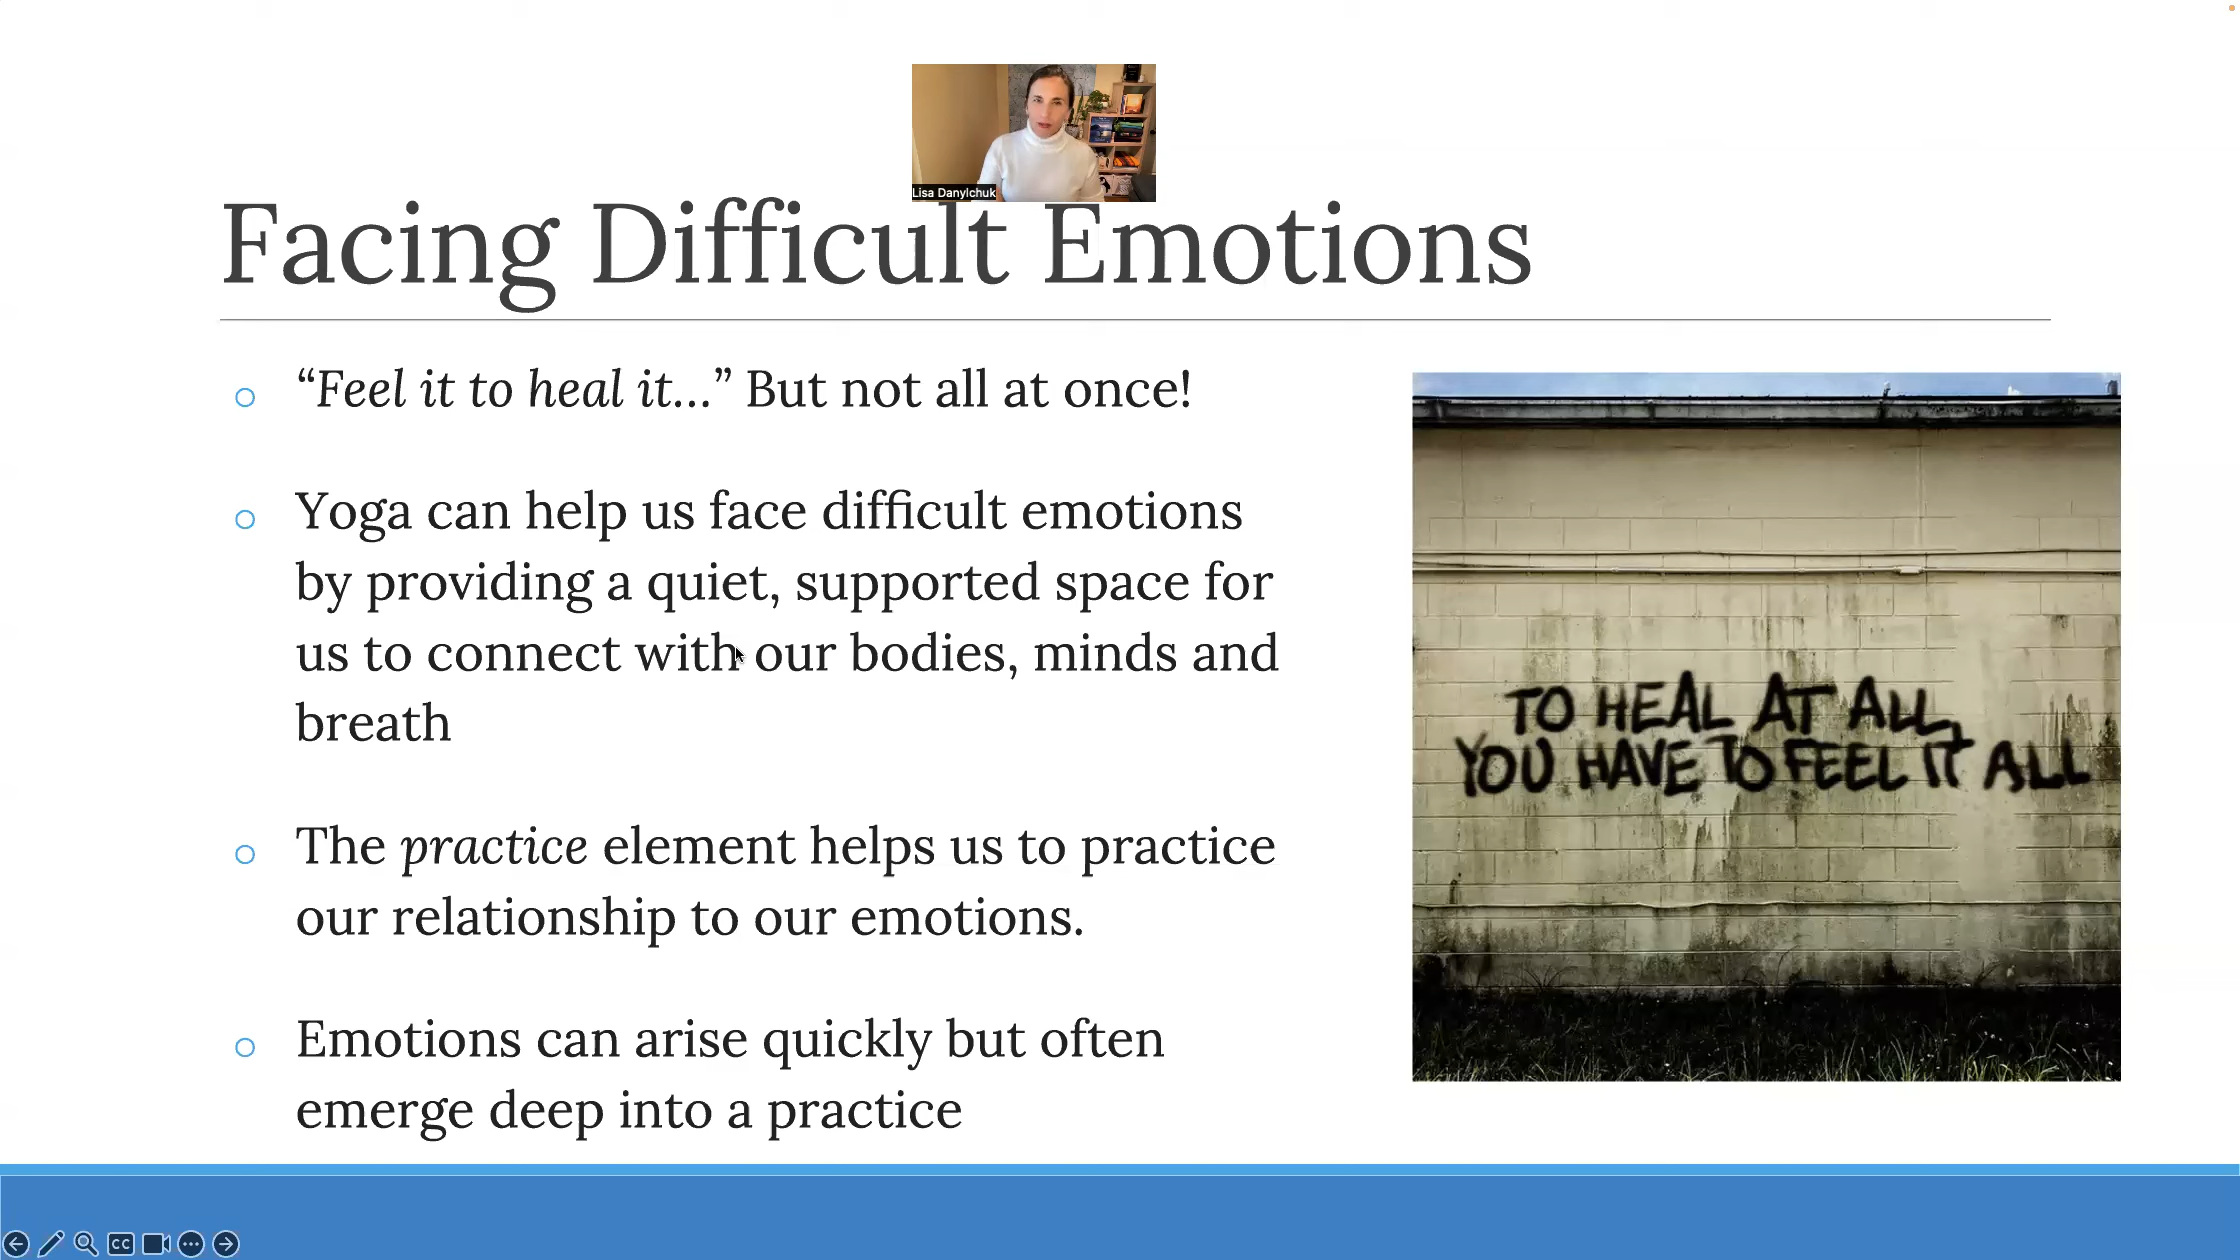 Lisa Danylchuk
Facing Difficult Emotions
“Feel it to heal it…” But not all at once!
Yoga can help us face difficult emotions
by providing a quiet, supported space for
us to connect with our bodies, minds and
breath
The practice element helps us to practice
our relationship to our emotions.
Emotions can arise quickly but often
emerge deep into a practice
TO HEAL AT ALL,
YOU HAVE TO FEEL IT ALL
CC